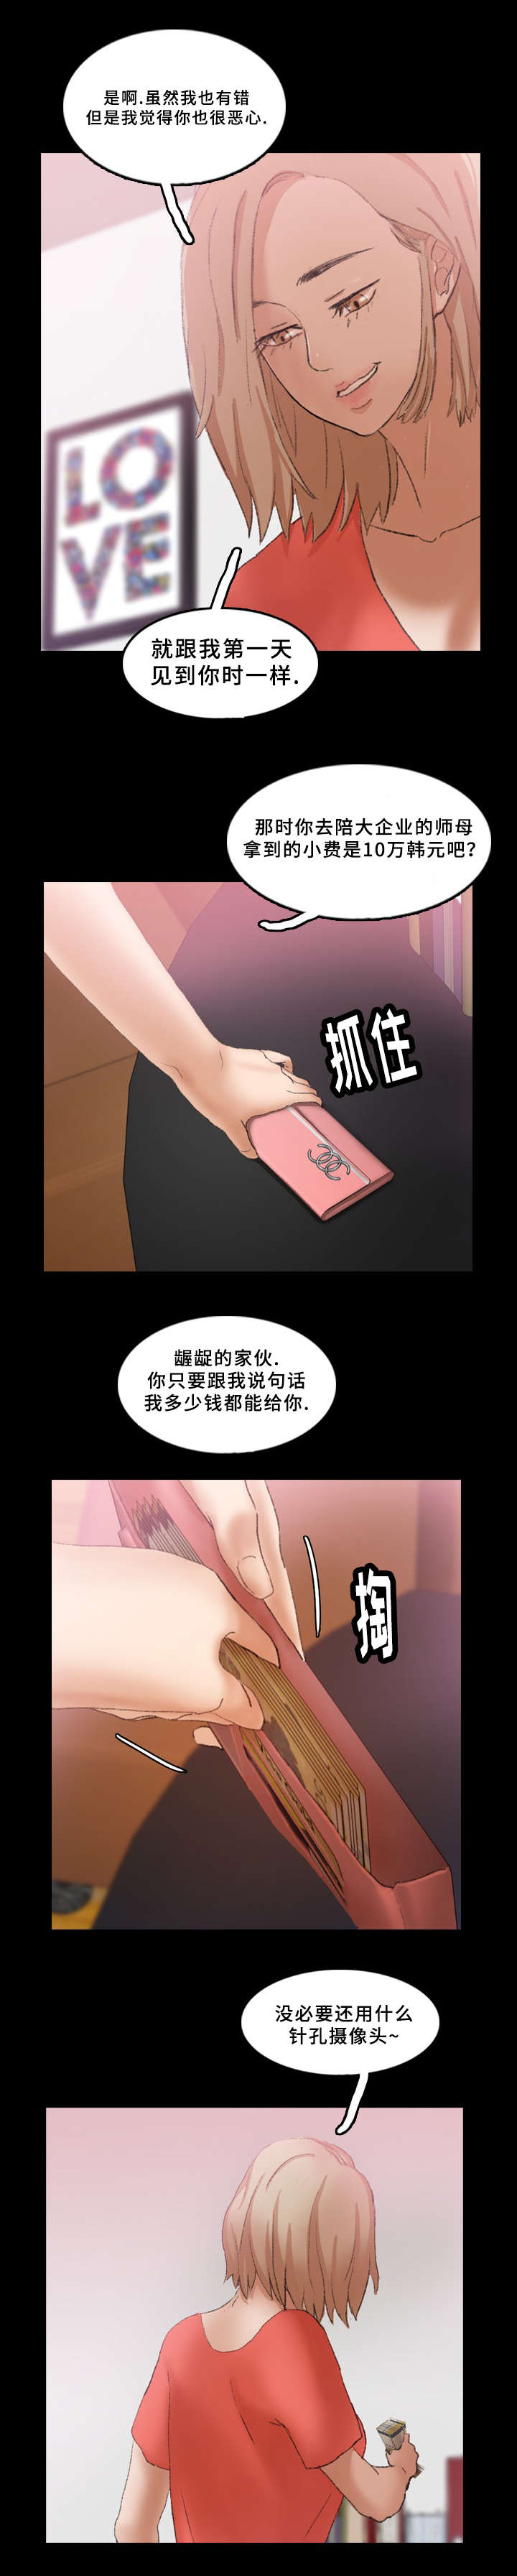 是啊.虽然我也有错
但是我觉得你也很恶心.
LO
VE
就跟我第一天
见到你时一样.
那时你去陪大企业的师母
拿到的小费是10万韩元吧?
抓住
龌龊的家伙.
你只要跟我说句话
我多少钱都能给你.
掏
没必要还用什么
针孔摄像头~